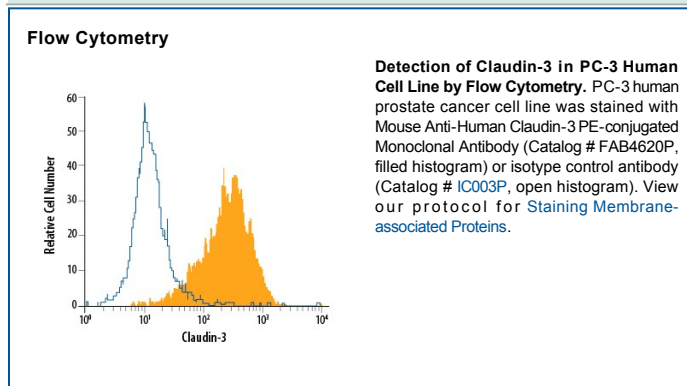 Flow Cytometry
Detection of Claudin-3 in PC-3 Human
Cell Line by Flow Cytometry. PC-3 human
prostate cancer cell line was stained with
Mouse Anti-Human Claudin-3 PE-conjugated
Monoclonal Antibody (Catalog # FAB4620P,
filled histogram) or isotype control antibody
(Catalog # IC003P, open histogram). View
our protocol for Staining Membrane-
associated Proteins.
Relative Cell Number
60
50
40
30
20
10
0
10⁰ 10¹ 10² 10³ 10⁴
Claudin-3